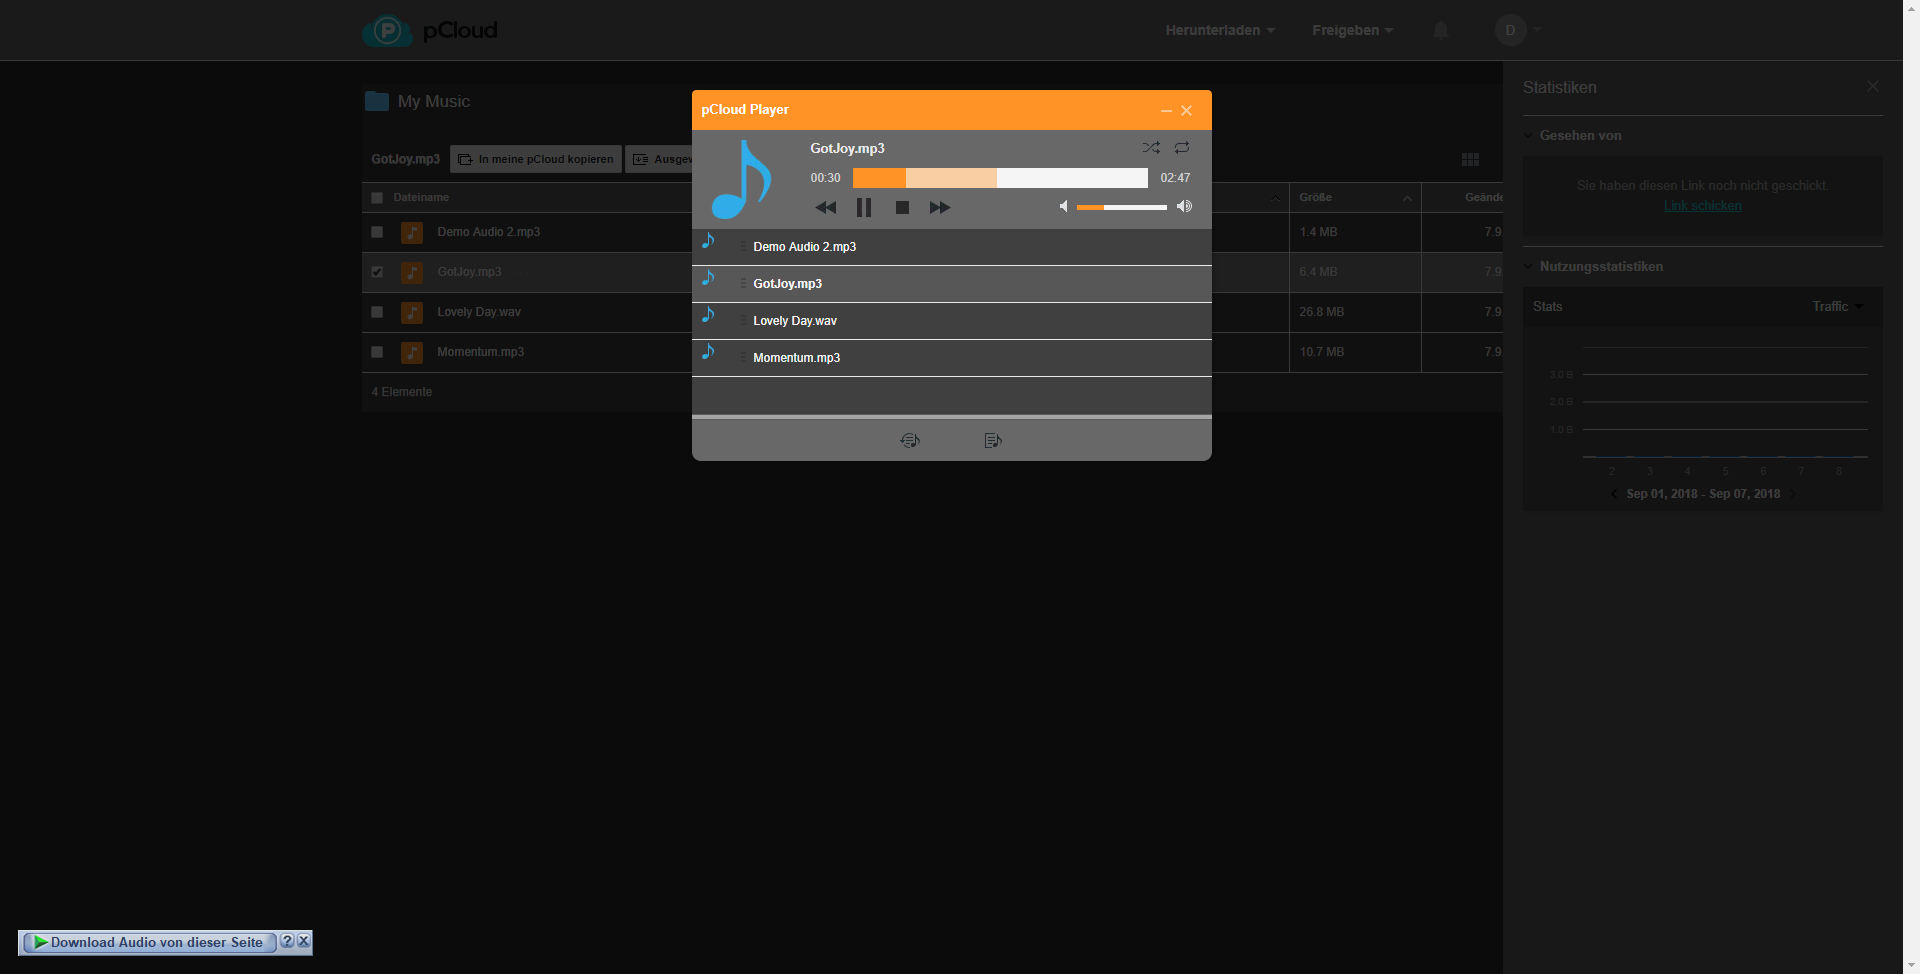 P pCloud
Herunterladen
Freigeben
D
My Music
GotJoy.mp3
In meine pCloud kopieren
Dateiname
Größe
Demo Audio 2.mp3
1.4 MB
7.9
GotJoy.mp3
6.4 MB
7.9
Lovely Day.wav
26.8 MB
7.9
Momentum.mp3
10.7 MB
7.9
4 Elemente
pCloud Player
GotJoy.mp3
00:30
02:47
Demo Audio 2.mp3
GotJoy.mp3
Lovely Day.wav
Momentum.mp3
Statistiken
Gesehen von
Sie haben diesen Link noch nicht geschickt.
Link schicken
Nutzungsstatistiken
Stats
Traffic
3.0 B
2.0 B
1.0 B
2 3 4 5 6 7 8
Sep 01, 2018 - Sep 07, 2018
Download Audio von dieser Seite ? X